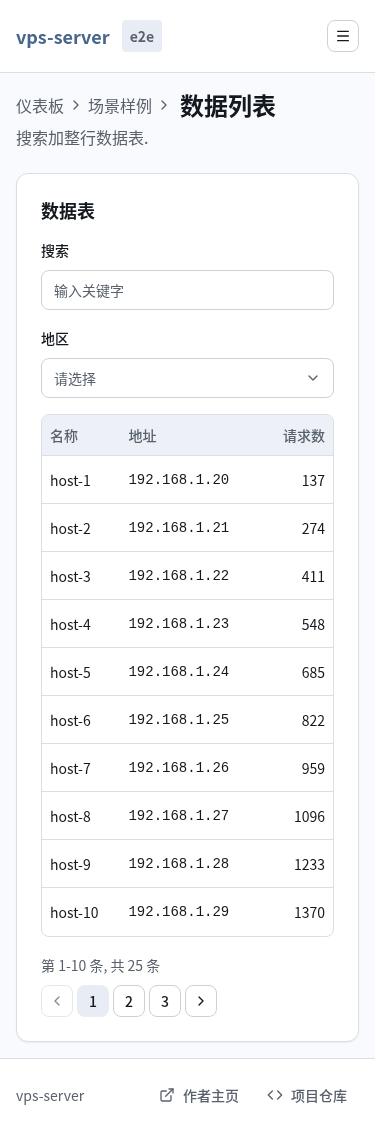 vps-server e2e
仪表板 场景样例 数据列表
搜索加整行数据表.
数据表
搜索
输入关键字
地区
请选择
名称 地址 请求数
host-1 192.168.1.20 137
host-2 192.168.1.21 274
host-3 192.168.1.22 411
host-4 192.168.1.23 548
host-5 192.168.1.24 685
host-6 192.168.1.25 822
host-7 192.168.1.26 959
host-8 192.168.1.27 1096
host-9 192.168.1.28 1233
host-10 192.168.1.29 1370
第 1-10 条, 共 25 条
1 2 3
vps-server 作者主页 项目仓库